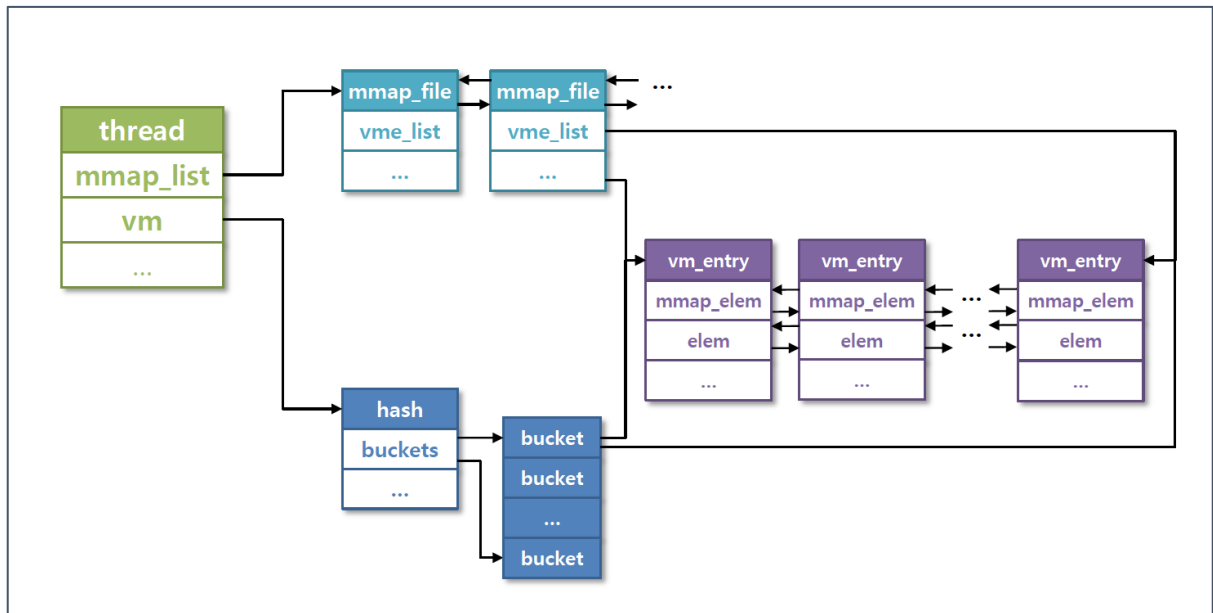 thread
mmap_list
vm
...
mmap_file
vme_list
...
mmap_file
vme_list
...
...
vm_entry
mmap_elem
elem
...
vm_entry
mmap_elem
elem
...
...
...
vm_entry
mmap_elem
elem
...
hash
buckets
...
bucket
bucket
...
bucket